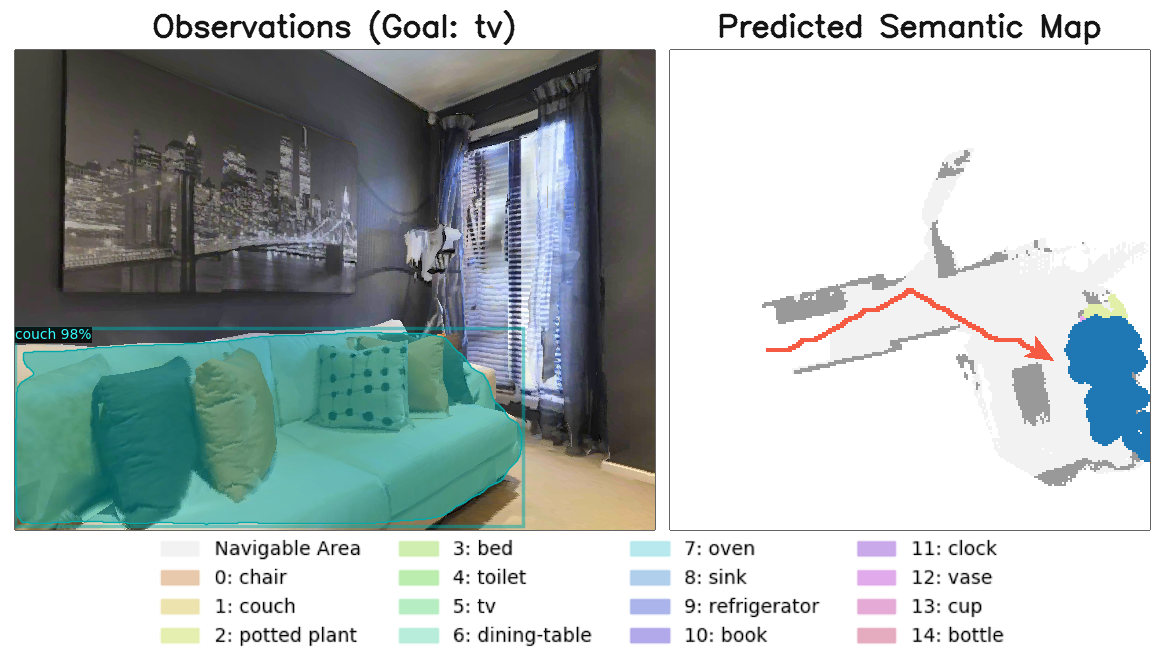 Observations (Goal: tv)
Predicted Semantic Map
couch 98%
Navigable Area
0: chair
1: couch
2: potted plant
3: bed
4: toilet
5: tv
6: dining-table
7: oven
8: sink
9: refrigerator
10: book
11: clock
12: vase
13: cup
14: bottle